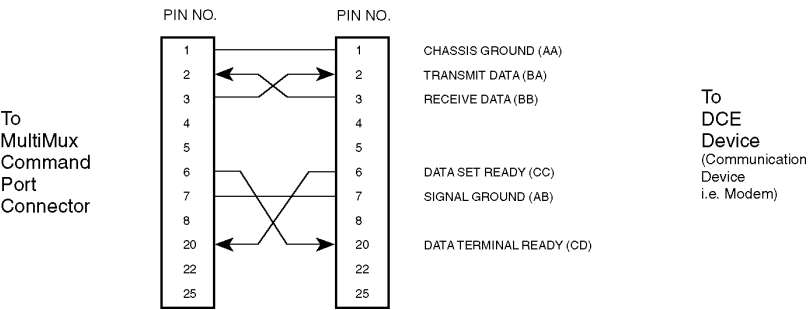 PIN NO. PIN NO.
1 1 CHASSIS GROUND (AA)
2 2 TRANSMIT DATA (BA)
3 3 RECEIVE DATA (BB)
4 4
5 5
6 6 DATA SET READY (CC)
7 7 SIGNAL GROUND (AB)
8 8
20 20 DATA TERMINAL READY (CD)
22 22
25 25
To
MultiMux
Command
Port
Connector
To
DCE
Device
(Communication
Device
i.e. Modem)